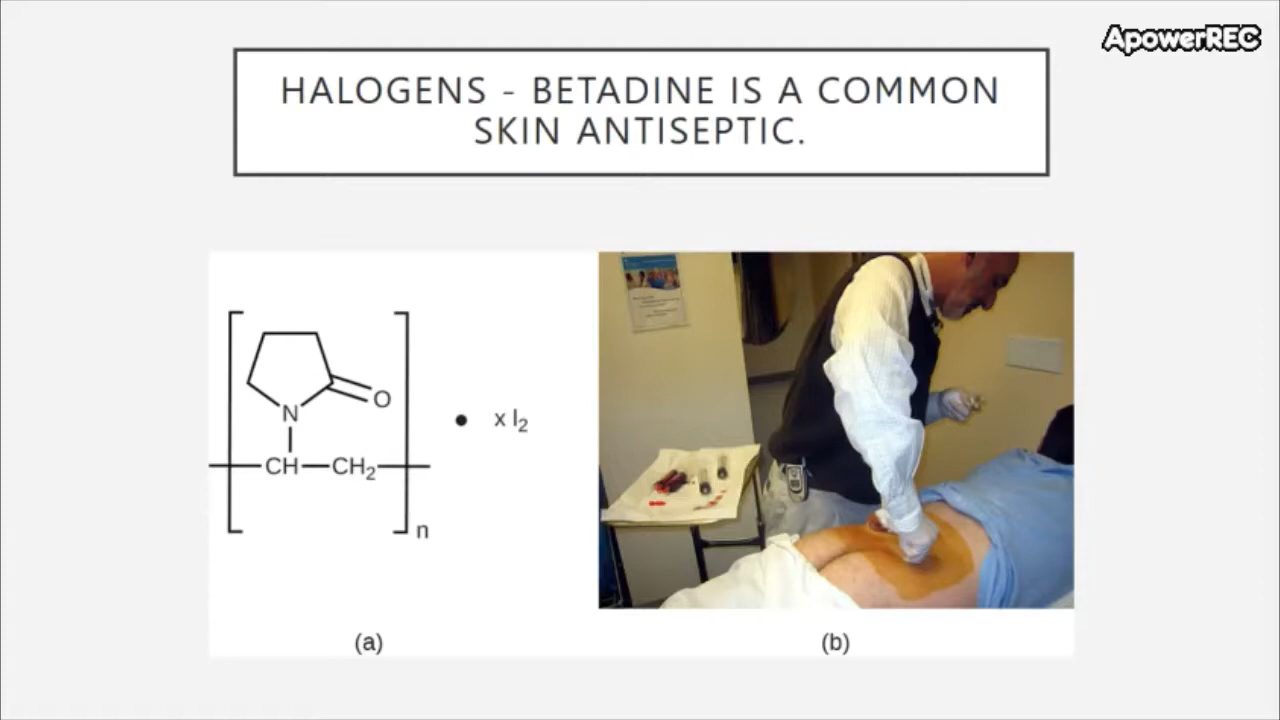 ApowerREC
HALOGENS - BETADINE IS A COMMON
SKIN ANTISEPTIC.
N
O
CH
CH₂
n
• x I₂
(a)
(b)